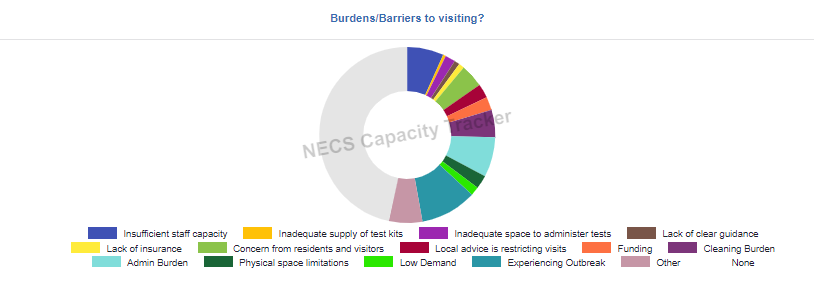 Burdens/Barriers to visiting?
NECS Capacity Tracker
Insufficient staff capacity Inadequate supply of test kits Inadequate space to administer tests Lack of clear guidance
Lack of insurance Concern from residents and visitors Local advice is restricting visits Funding Cleaning Burden
Admin Burden Physical space limitations Low Demand Experiencing Outbreak Other None